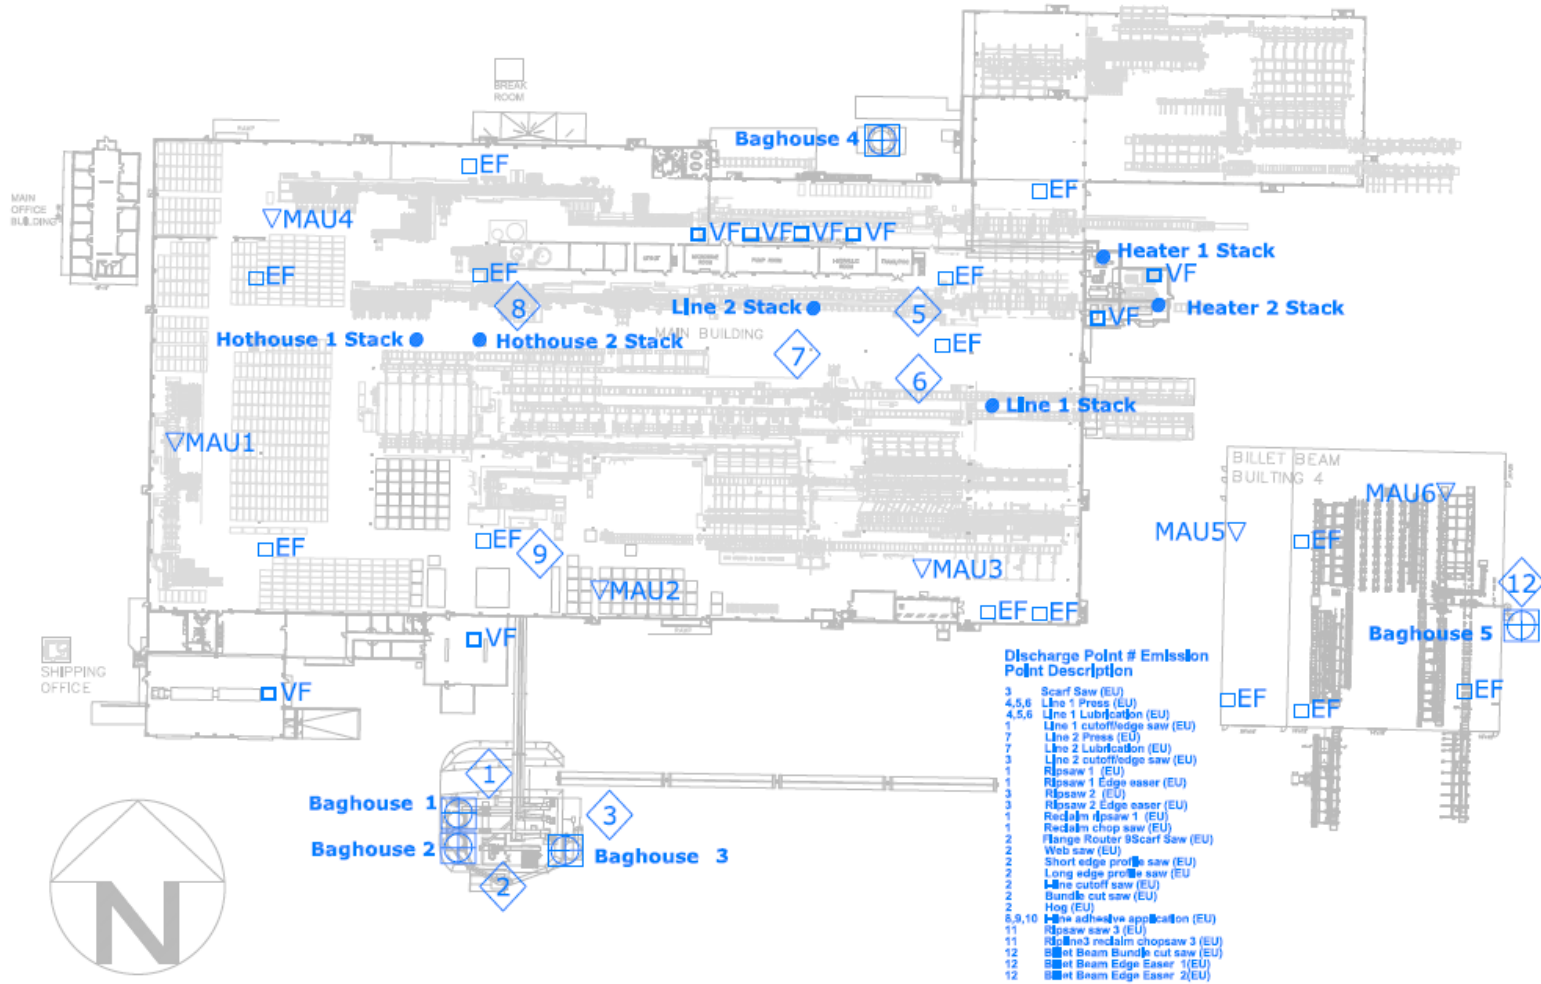 BREAK
ROOM
RAMP
Baghouse 4
EF
EF
MAIN
OFFICE
BUILDING
MAU4
VF
VF
VF
VF
Heater 1 Stack
EF
EF
EF
VF
8
Line 2 Stack
5
Heater 2 Stack
VF
MAIN BUILDING
Hothouse 1 Stack
Hothouse 2 Stack
EF
7
6
Line 1 Stack
MAU1
BILLET BEAM
BUILTING 4
MAU6
MAU5
EF
EF
EF
9
MAU3
12
MAU2
EF
EF
RAMP
VF
Baghouse 5
SHIPPING
OFFICE
VF
EF
EF
EF
Discharge Point # Emission
Point Description
3 Scarf Saw (EU)
4,5,6 Line 1 Press (EU)
4,5,6 Line 1 Lubrication (EU)
1 Line 1 cutoff/edge saw (EU)
7 Line 2 Press (EU)
7 Line 2 Lubrication (EU)
3 Line 2 cutoff/edge saw (EU)
1 Ripsaw 1 (EU)
1 Ripsaw 1 Edge easer (EU)
3 Ripsaw 2 (EU)
3 Ripsaw 2 Edge easer (EU)
1 Reclaim ripsaw 1 (EU)
1 Reclaim chop saw (EU)
2 Flange Router 9Scarf Saw (EU)
2 Web saw (EU)
2 Short edge profile saw (EU)
2 Long edge profile saw (EU
2 I-line cutoff saw (EU)
2 Bundle cut saw (EU)
2 Hog (EU)
8,9,10 I-line adhesive application (EU)
11 Ripsaw saw 3 (EU)
11 Ripline3 reclaim chopsaw 3 (EU)
12 Billet Beam Bundle cut saw (EU)
12 Billet Beam Edge Easer 1(EU)
12 Billet Beam Edge Easer 2(EU)
1
Baghouse 1
3
Baghouse 2
Baghouse 3
2
N